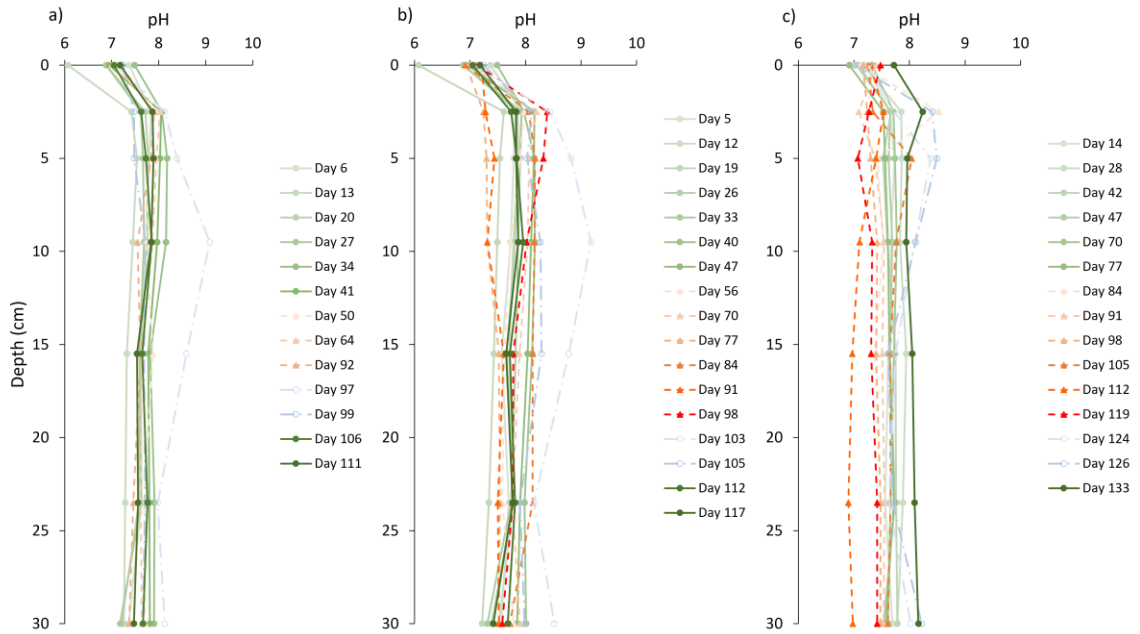 a)
pH
6 7 8 9 10
0
5
10
15
20
25
30
Depth (cm)
Day 6
Day 13
Day 20
Day 27
Day 34
Day 41
Day 50
Day 64
Day 92
Day 97
Day 99
Day 106
Day 111
b)
pH
6 7 8 9 10
0
5
10
15
20
25
30
Day 5
Day 12
Day 19
Day 26
Day 33
Day 40
Day 47
Day 56
Day 70
Day 77
Day 84
Day 91
Day 98
Day 103
Day 105
Day 112
Day 117
c)
pH
6 7 8 9 10
0
5
10
15
20
25
30
Day 14
Day 28
Day 42
Day 47
Day 70
Day 77
Day 84
Day 91
Day 98
Day 105
Day 112
Day 119
Day 124
Day 126
Day 133